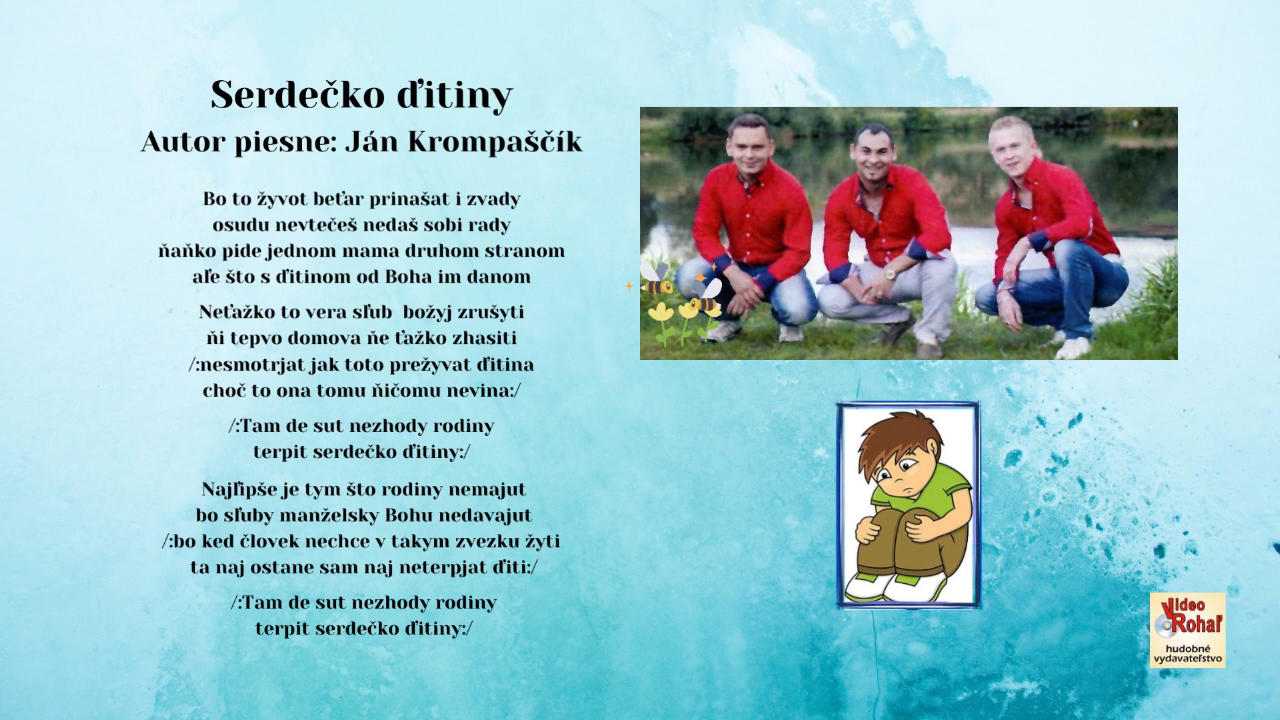 Serdečko ďitiny
Autor piesne: Ján Krompaščík
Bo to žyvot beťar prinašat i zvady
osudu nevtečeš nedaš sobi rady
ňaňko pide jednom mama druhom stranom
aľe što s ďitinom od Boha im danom
Neťažko to vera sľub božyj zrušyti
ňi tepvo domova ňe ťažko zhasiti
/:nesmotrjat jak toto prežyvat ďitina
choč to ona tomu ňičomu nevina:/
/:Tam de sut nezhody rodiny
terpit serdečko ďitiny:/
Najľipše je tym što rodiny nemajut
bo sľuby manželsky Bohu nedavajut
/:bo ked človek nechce v takym zvezku žyti
ta naj ostane sam naj neterpjat ďiti:/
/:Tam de sut nezhody rodiny
terpit serdečko ďitiny:/
Video
Rohaľ
hudobné
vydavateľstvo